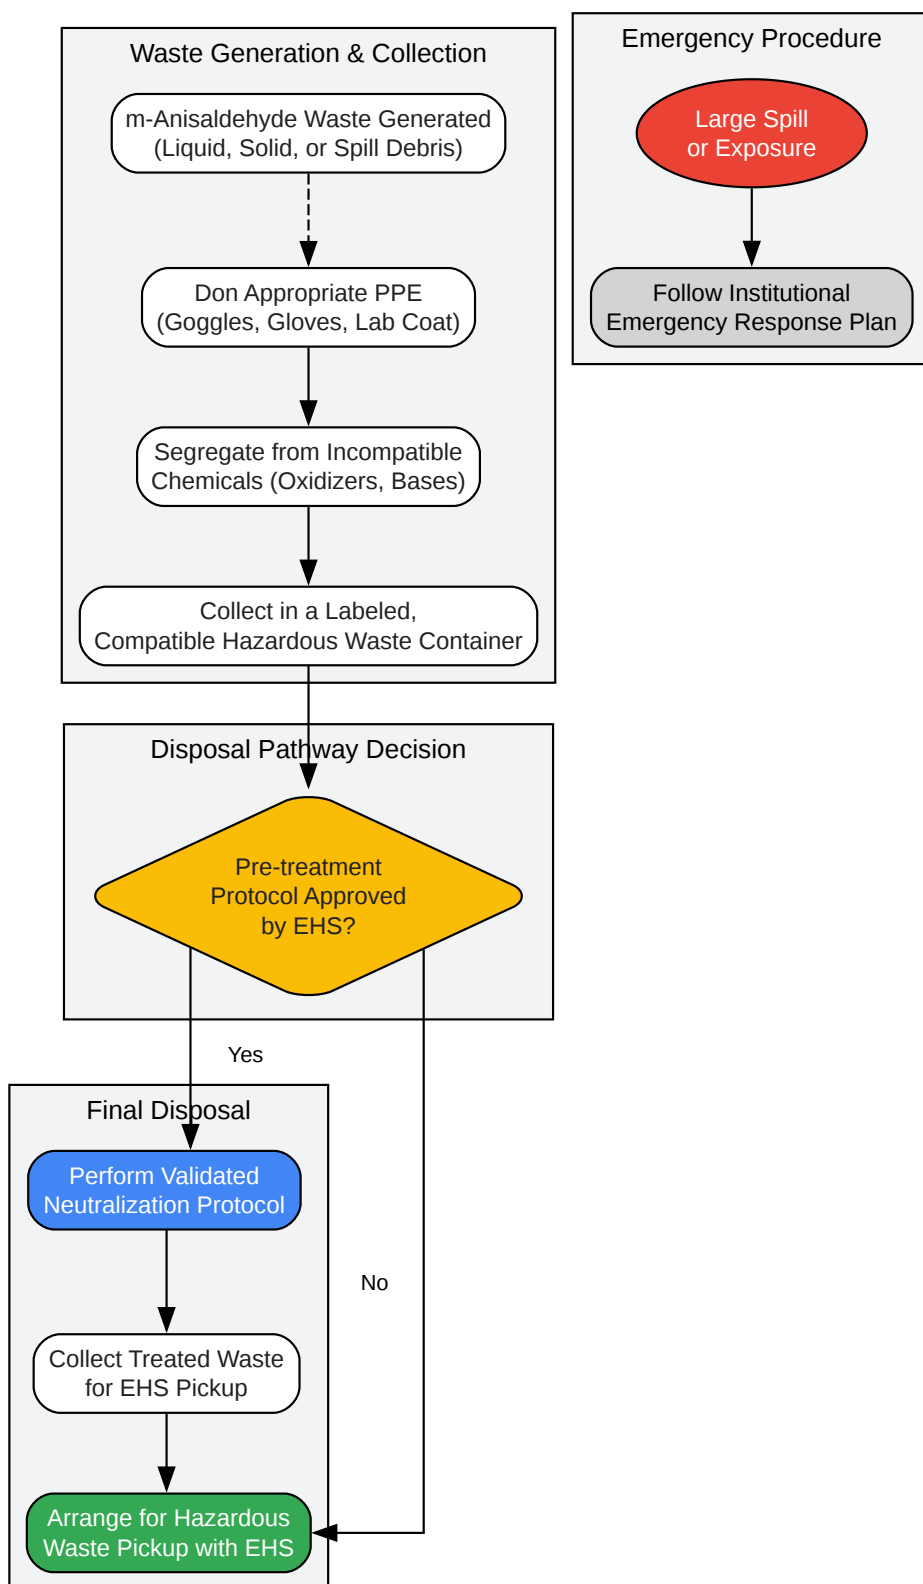 Waste Generation & Collection
m-Anisaldehyde Waste Generated
(Liquid, Solid, or Spill Debris)
Don Appropriate PPE
(Goggles, Gloves, Lab Coat)
Segregate from Incompatible
Chemicals (Oxidizers, Bases)
Collect in a Labeled,
Compatible Hazardous Waste Container
Emergency Procedure
Large Spill
or Exposure
Follow Institutional
Emergency Response Plan
Disposal Pathway Decision
Pre-treatment
Protocol Approved
by EHS?
Yes
No
Final Disposal
Perform Validated
Neutralization Protocol
Collect Treated Waste
for EHS Pickup
Arrange for Hazardous
Waste Pickup with EHS